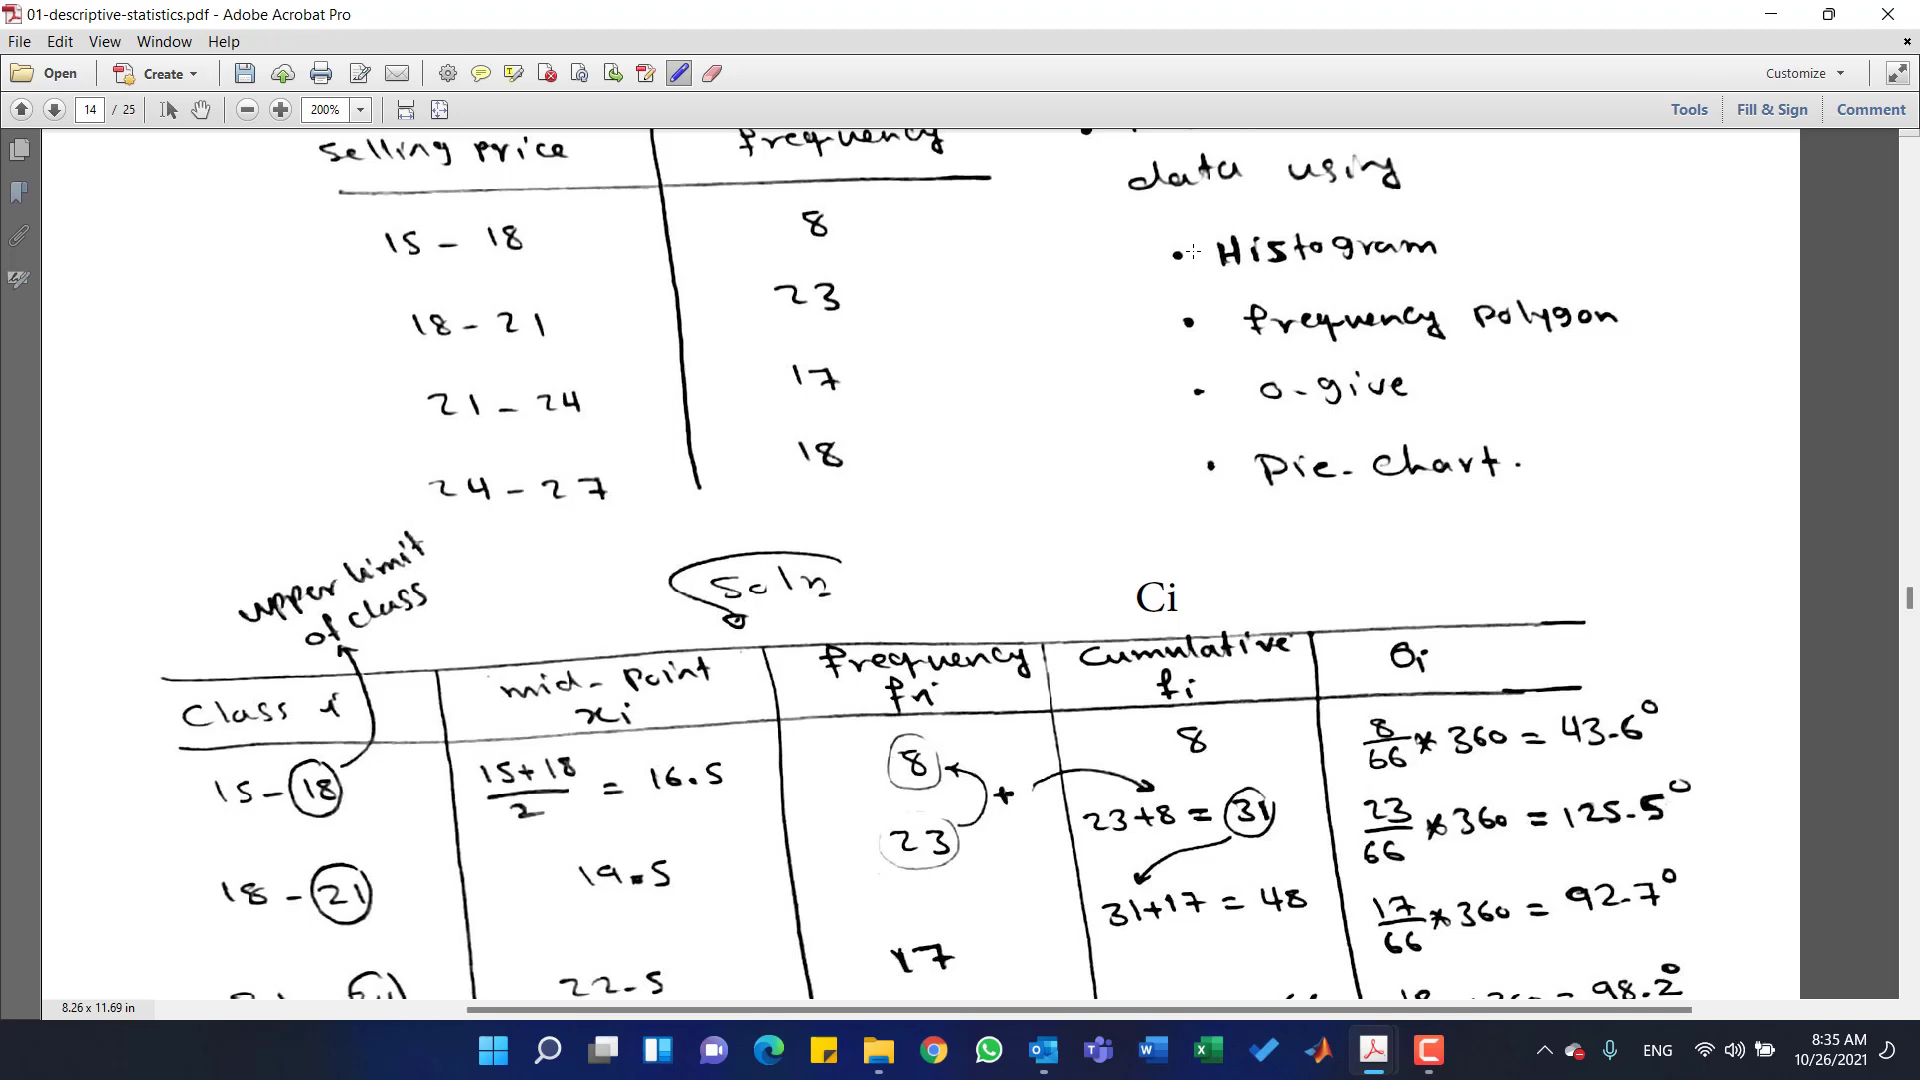 01-descriptive-statistics.pdf - Adobe Acrobat Pro
File Edit View Window Help
Open Create Customize
14 / 25 200% Tools Fill & Sign Comment
selling price frequency
15 - 18 8
18 - 21 23
21 - 24 17
24 - 27 18
data using
• Histogram
• frequency polygon
• o-give
• Pie-chart.
upper limit
of class
Soln
Ci
Class i mid-point xi frequency fi Cumulative fi θi
15 - 18 15+18/2 = 16.5 8 + 8 8/66 * 360 = 43.6°
18 - 21 19.5 23 23+8 = 31 23/66 * 360 = 125.5°
22.5 17 31+17 = 48 17/66 * 360 = 92.7°
= 98.2°
8.26 x 11.69 in
ENG
8:35 AM
10/26/2021